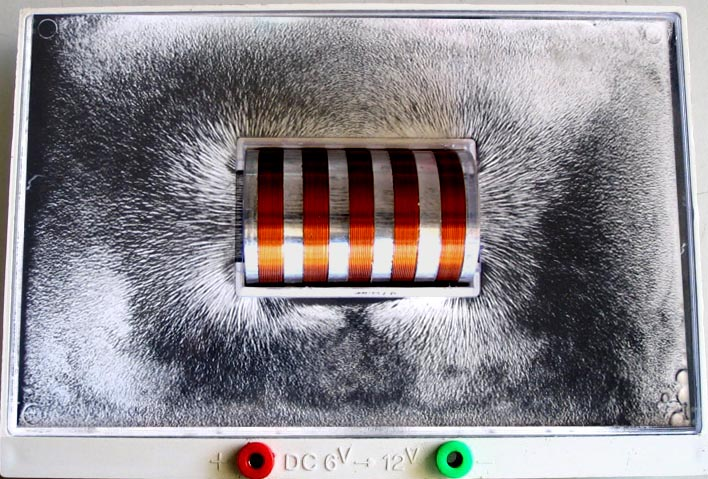 + DC 6V → 12V -